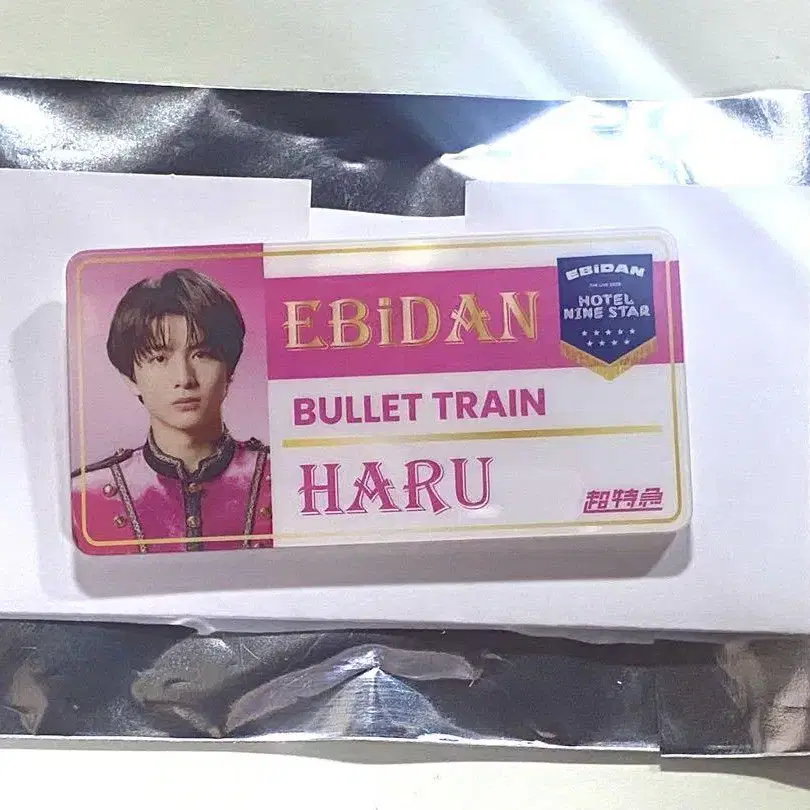 EBiDAN
BULLET TRAIN
HARU
EBiDAN
HOTEL
NINE STAR
超特急